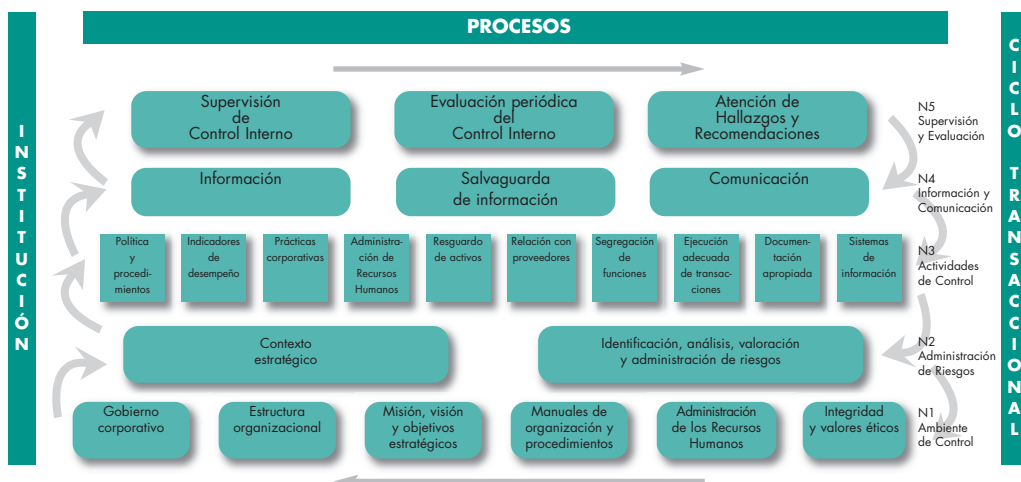 PROCESOS
INSTITUCIÓN
CICLO TRANSACCIONAL
Supervisión
de
Control Interno
Evaluación periódica
del
Control Interno
Atención de
Hallazgos y
Recomendaciones
N5
Supervisión
y Evaluación
Información
Salvaguarda
de información
Comunicación
N4
Información y
Comunicación
Política
y
procedi-
mientos
Indicadores
de
desempeño
Prácticas
corporativas
Administra-
ción de
Recursos
Humanos
Resguardo
de activos
Relación con
proveedores
Segregación
de
funciones
Ejecución
adecuada
de transac-
ciones
Documen-
tación
apropiada
Sistemas
de
información
N3
Actividades
de Control
Contexto
estratégico
Identificación, análisis, valoración
y administración de riesgos
N2
Administración
de Riesgos
Gobierno
corporativo
Estructura
organizacional
Misión, visión
y objetivos
estratégicos
Manuales de
organización y
procedimientos
Administración
de los Recursos
Humanos
Integridad
y valores éticos
N1
Ambiente
de Control